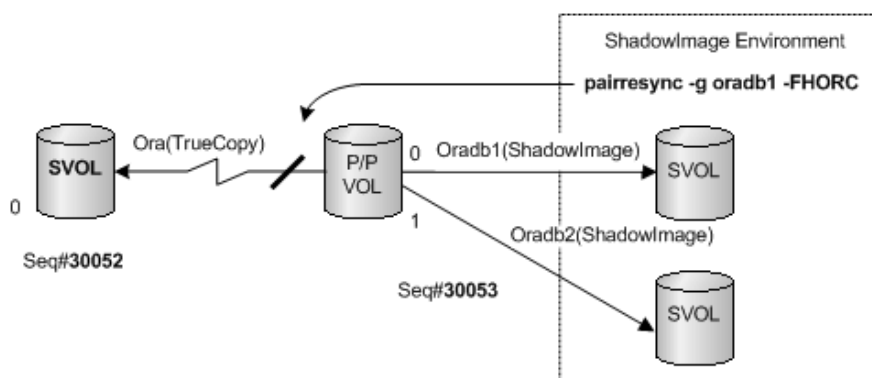 ShadowImage Environment
pairresync -g oradb1 -FHORC
Ora(TrueCopy)
SVOL
0
Seq#30052
P/P
VOL
0
1
Oradb1(ShadowImage)
SVOL
Oradb2(ShadowImage)
Seq#30053
SVOL